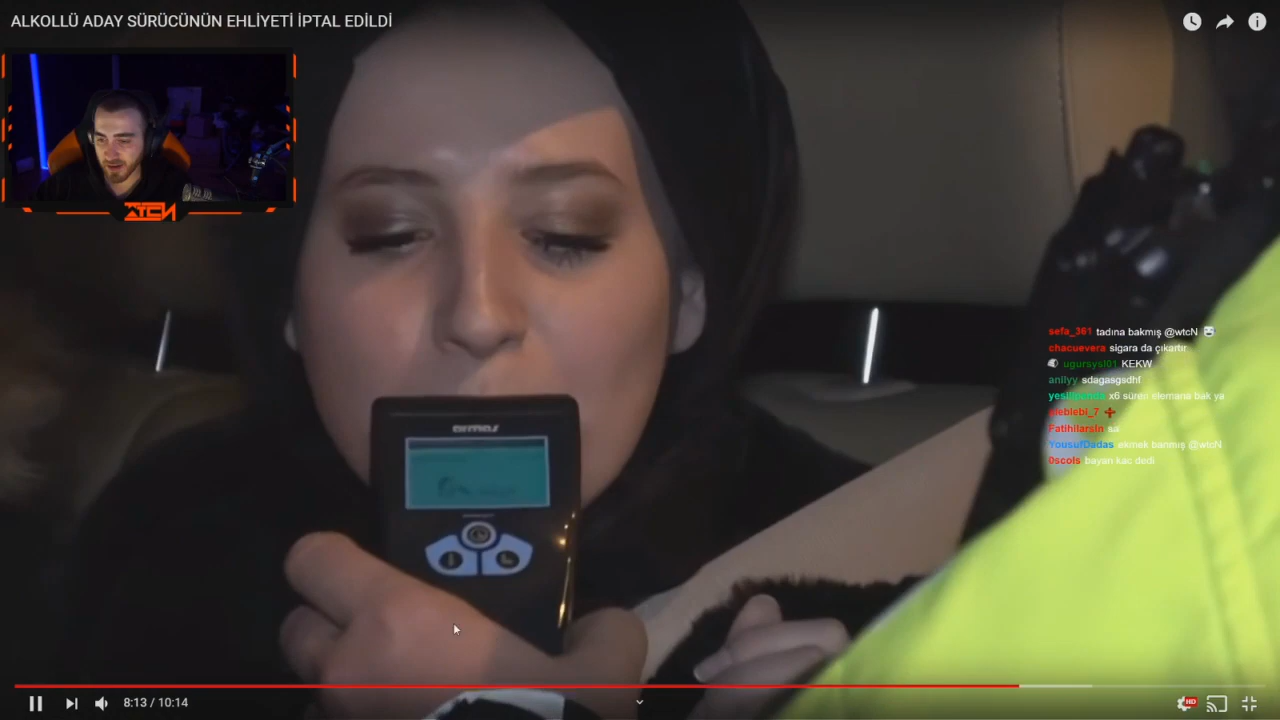 ALKOLLÜ ADAY SÜRÜCÜNÜN EHLİYETİ İPTAL EDİLDİ
sefa_361 tadına bakmış @wtcN
chacuevera sigara da çıkartır
uguraysl01 KEKW
anilyy sdagasgsdhf
x6 süren elemana bak ya
Fatihilarsin sa
YousufDadas ekmek banmış @wtcN
0scols bayan kac dedi
8:13 / 10:14
HD